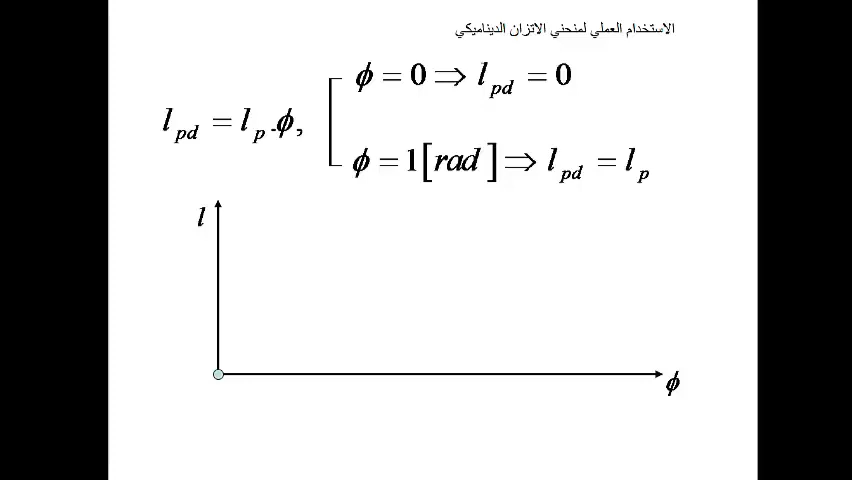 الاستخدام العملي لمنحني الاتزان الديناميكي
ϕ = 0 ⇒ l_pd = 0
l_pd = l_p . ϕ,
ϕ = 1[rad] ⇒ l_pd = l_p
l
ϕ